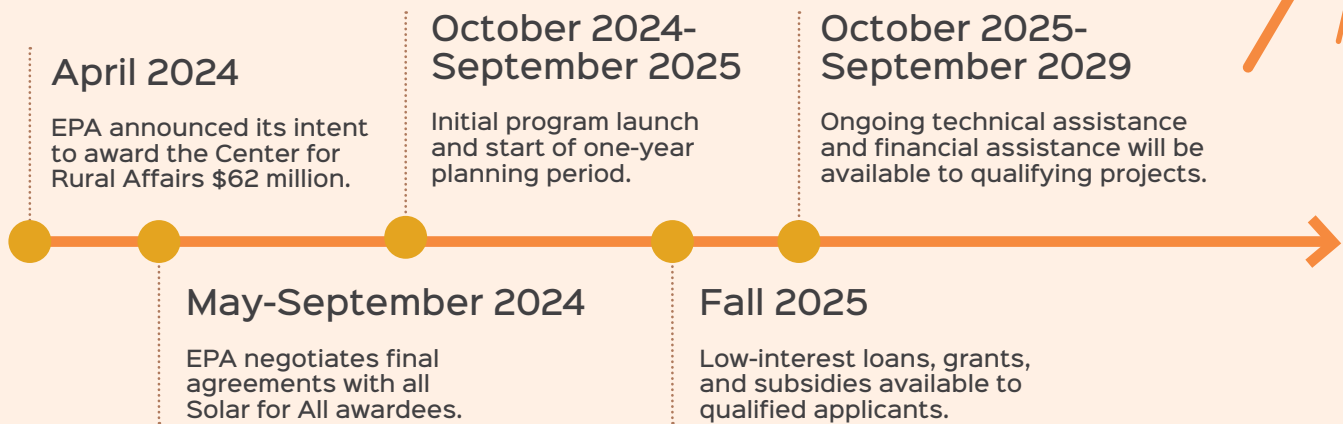 April 2024
EPA announced its intent
to award the Center for
Rural Affairs $62 million.
May-September 2024
EPA negotiates final
agreements with all
Solar for All awardees.
October 2024-
September 2025
Initial program launch
and start of one-year
planning period.
Fall 2025
Low-interest loans, grants,
and subsidies available to
qualified applicants.
October 2025-
September 2029
Ongoing technical assistance
and financial assistance will be
available to qualifying projects.